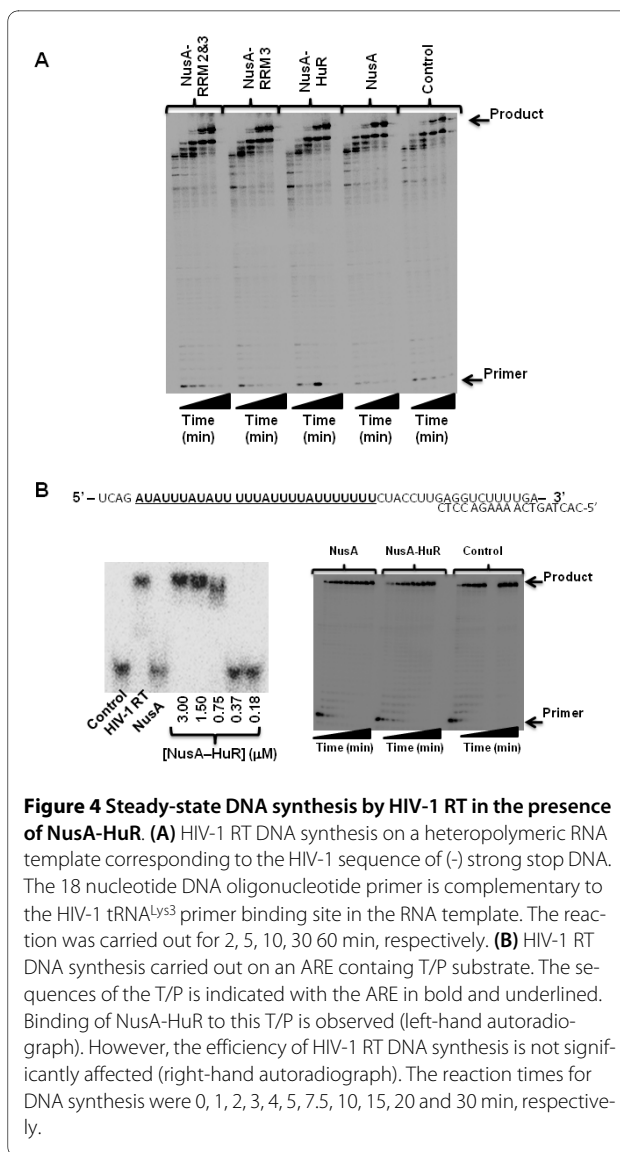 A
NusA-
RRM 2&3
NusA-
RRM 3
NusA-
HuR
NusA
Control
Product
Primer
Time
(min)
Time
(min)
Time
(min)
Time
(min)
Time
(min)
B
5' – UCAG AUAUUUAUAUU UUUAUUUUAUUUUUUUCUACCUUGAGGUCUUUUGA– 3'
CTCC AGAAA ACTGATCAC-5'
NusA
NusA-HuR
Control
Product
Primer
Control
HIV-1 RT
NusA
3.00
1.50
0.75
0.37
0.18
[NusA–HuR] (μM)
Time (min)
Time (min)
Time (min)
Figure 4 Steady-state DNA synthesis by HIV-1 RT in the presence
of NusA-HuR. (A) HIV-1 RT DNA synthesis on a heteropolymeric RNA
template corresponding to the HIV-1 sequence of (-) strong stop DNA.
The 18 nucleotide DNA oligonucleotide primer is complementary to
the HIV-1 tRNALys3 primer binding site in the RNA template. The reac-
tion was carried out for 2, 5, 10, 30 60 min, respectively. (B) HIV-1 RT
DNA synthesis carried out on an ARE containg T/P substrate. The se-
quences of the T/P is indicated with the ARE in bold and underlined.
Binding of NusA-HuR to this T/P is observed (left-hand autoradio-
graph). However, the efficiency of HIV-1 RT DNA synthesis is not signif-
icantly affected (right-hand autoradiograph). The reaction times for
DNA synthesis were 0, 1, 2, 3, 4, 5, 7.5, 10, 15, 20 and 30 min, respective-
ly.